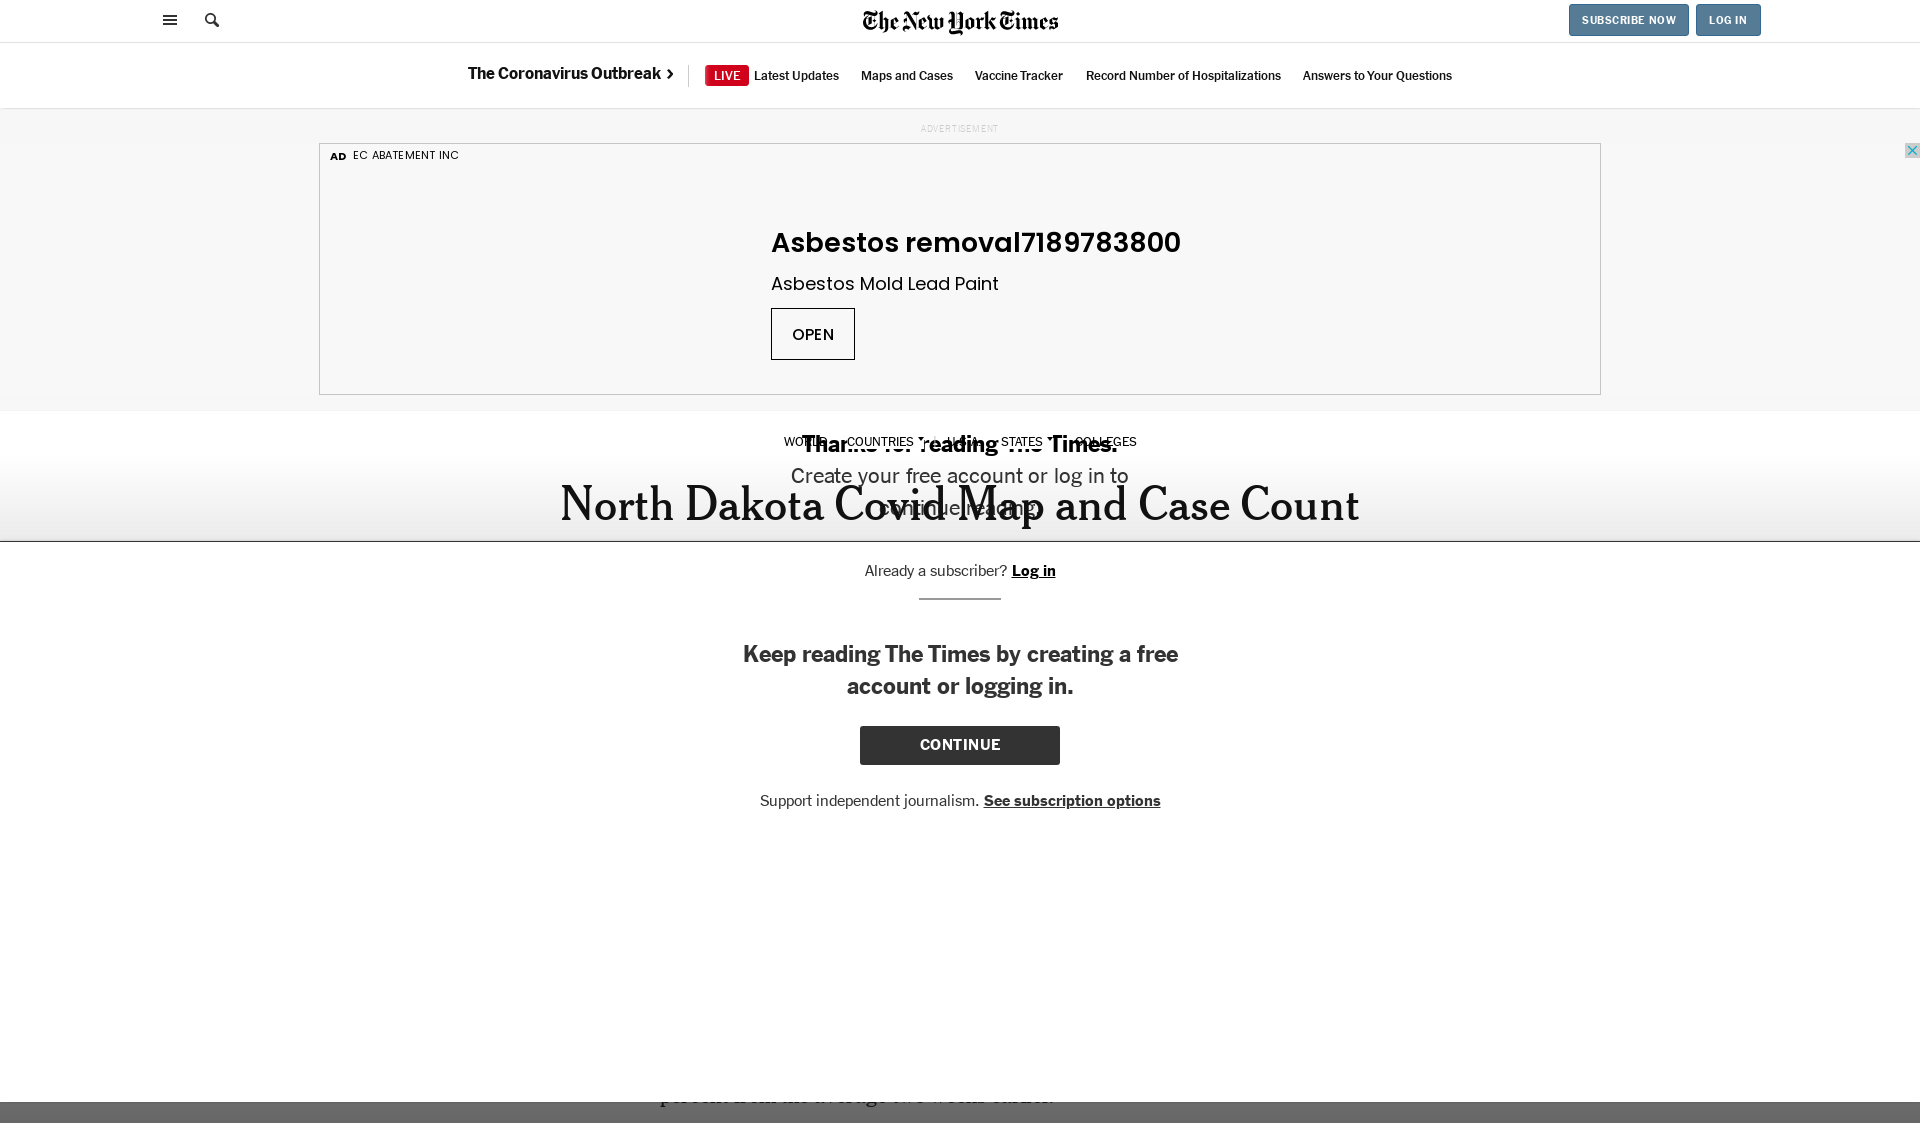 The New York Times
SUBSCRIBE NOW
LOG IN
The Coronavirus Outbreak
LIVE Latest Updates
Maps and Cases
Vaccine Tracker
Record Number of Hospitalizations
Answers to Your Questions
ADVERTISEMENT
AD EC ABATEMENT INC
Asbestos removal7189783800
Asbestos Mold Lead Paint
OPEN
WORLD COUNTRIES U.S.A. STATES COLLEGES
Thanks for reading The Times.
Create your free account or log in to
continue reading.
North Dakota Covid Map and Case Count
Already a subscriber? Log in
Keep reading The Times by creating a free
account or logging in.
CONTINUE
Support independent journalism. See subscription options